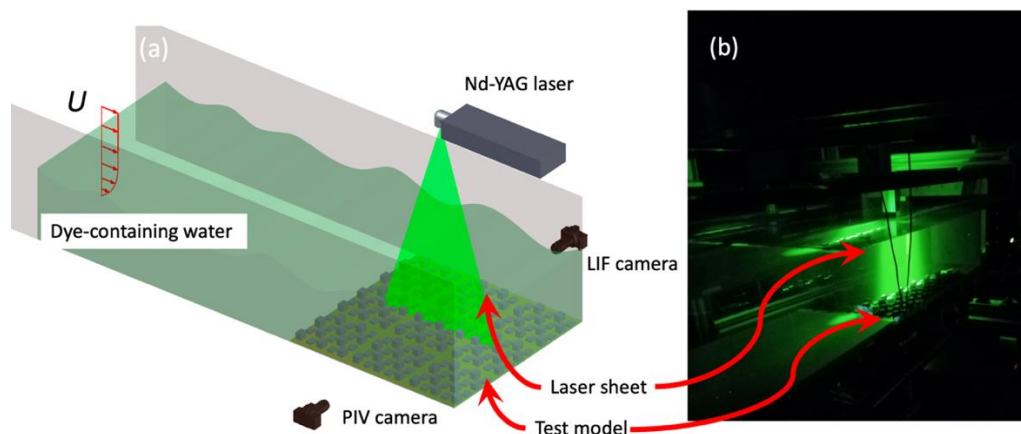 (a)
(b)
Nd-YAG laser
U
Dye-containing water
LIF camera
Laser sheet
PIV camera
Test model